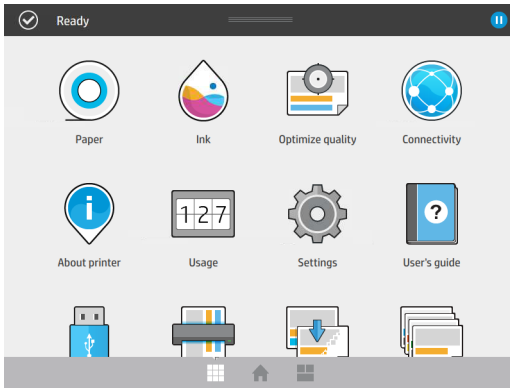 Ready
Paper
Ink
Optimize quality
Connectivity
i
127
?
About printer
Usage
Settings
User's guide